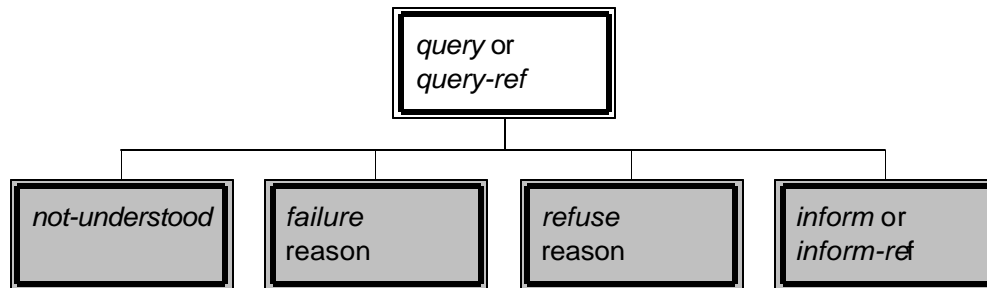 query or
query-ref
not-understood
failure
reason
refuse
reason
inform or
inform-ref